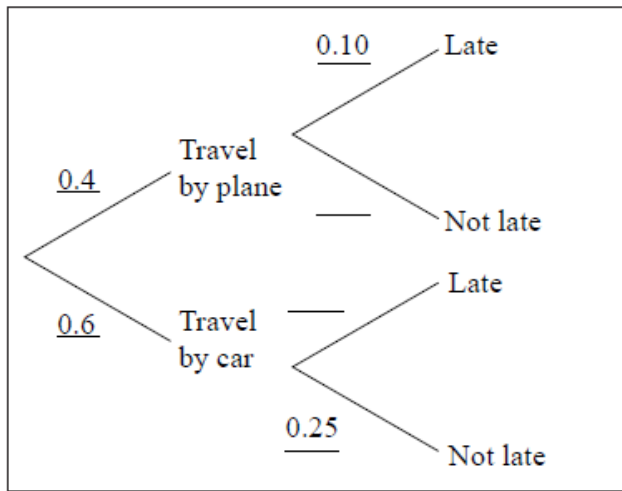 0.10
Late
0.4
Travel
by plane
Not late
0.6
Travel
by car
Late
0.25
Not late